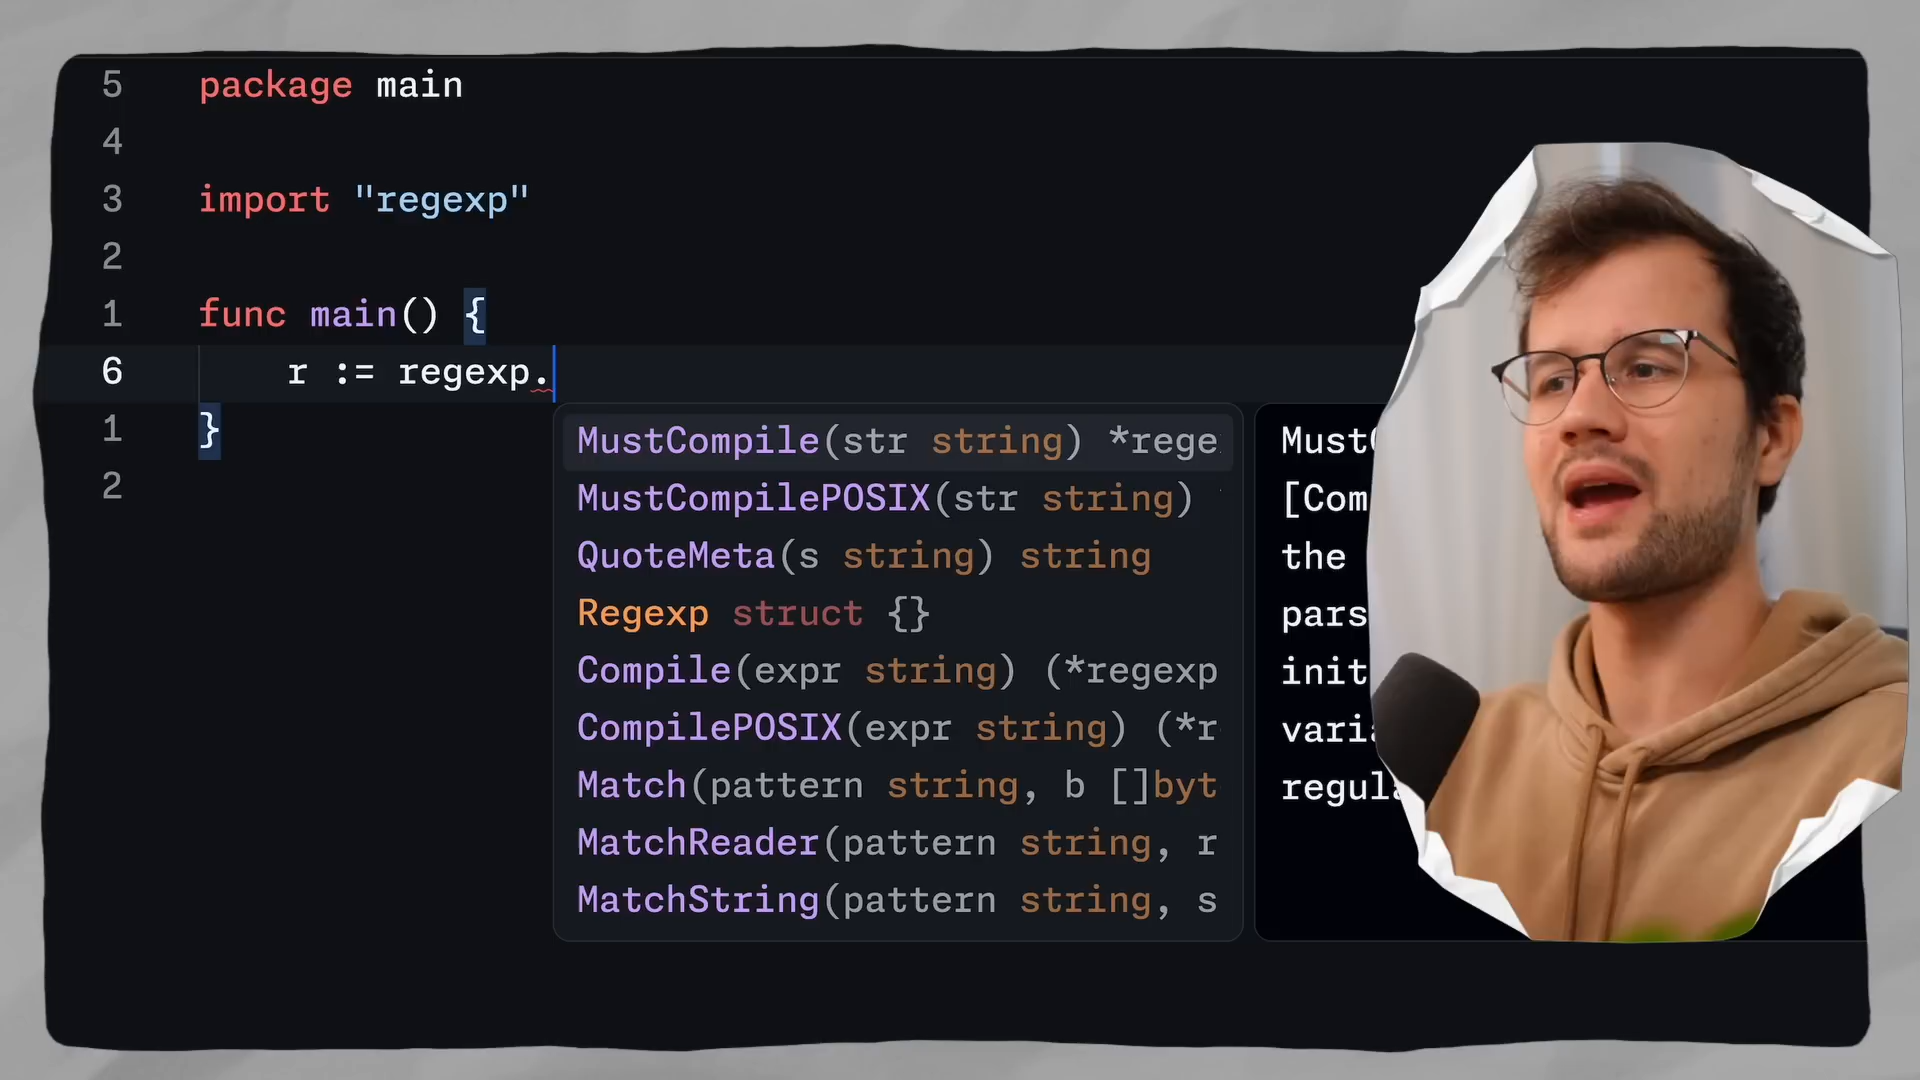 5 package main
4
3 import "regexp"
2
1 func main() {
6 r := regexp.
1 }
2
MustCompile(str string) *rege
MustCompilePOSIX(str string)
QuoteMeta(s string) string
Regexp struct {}
Compile(expr string) (*regexp
CompilePOSIX(expr string) (*r
Match(pattern string, b []byt
MatchReader(pattern string, r
MatchString(pattern string, s
Must
[Com
the
pars
init
varia
regul